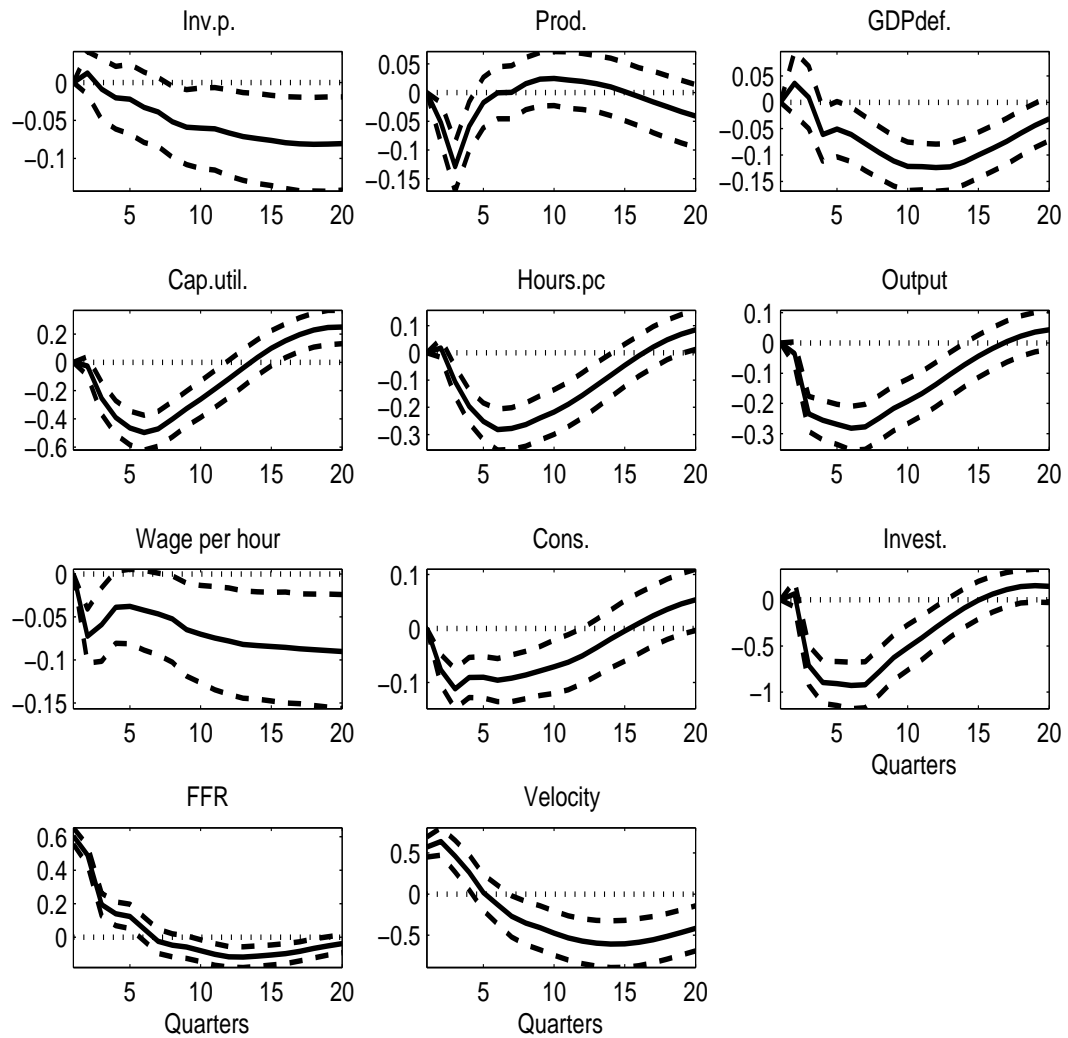 Inv.p. Prod. GDPdef.
0
−0.05
−0.1
5 10 15 20
0.05
0
−0.05
−0.1
−0.15
5 10 15 20
0.05
0
−0.05
−0.1
−0.15
5 10 15 20
Cap.util. Hours.pc Output
0.2
0
−0.2
−0.4
−0.6
5 10 15 20
0.1
0
−0.1
−0.2
−0.3
5 10 15 20
0.1
0
−0.1
−0.2
−0.3
5 10 15 20
Wage per hour Cons. Invest.
0
−0.05
−0.1
−0.15
5 10 15 20
0.1
0
−0.1
5 10 15 20
0
−0.5
−1
5 10 15 20
Quarters
FFR Velocity
0.6
0.4
0.2
0
5 10 15 20
Quarters
0.5
0
−0.5
5 10 15 20
Quarters